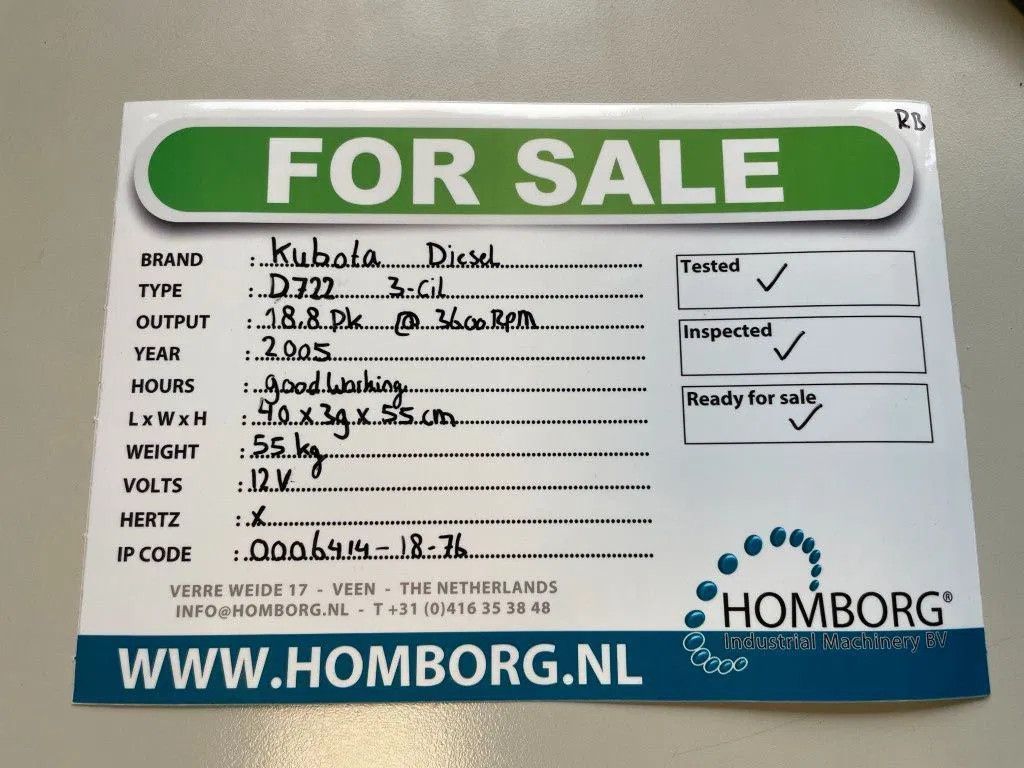 RB
FOR SALE
BRAND : Kubota Diesel
TYPE : D722 3-cil
OUTPUT : 18.8 Pk @ 3600 Rpm
YEAR : 2005
HOURS : good Working
L x W x H : 40 x 39 x 55 cm
WEIGHT : 55 kg
VOLTS : 12 V
HERTZ : x
IP CODE : 0006414-18-76
Tested ✓
Inspected ✓
Ready for sale ✓
VERRE WEIDE 17 - VEEN - THE NETHERLANDS
INFO@HOMBORG.NL - T +31 (0)416 35 38 48
HOMBORG®
Industrial Machinery BV
WWW.HOMBORG.NL